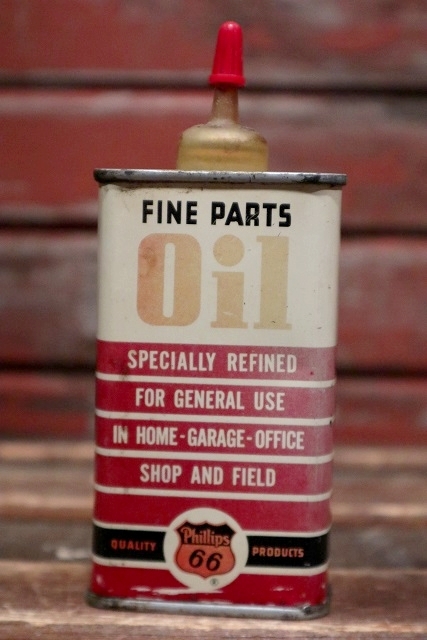 FINE PARTS
Oil
SPECIALLY REFINED
FOR GENERAL USE
IN HOME-GARAGE-OFFICE
SHOP AND FIELD
QUALITY Phillips PRODUCTS
66
®